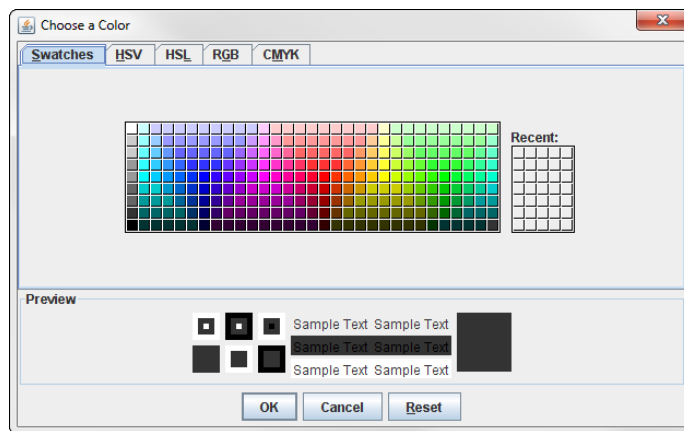 Choose a Color
Swatches HSV HSL RGB CMYK
Recent:
Preview
Sample Text Sample Text
Sample Text Sample Text
Sample Text Sample Text
OK Cancel Reset